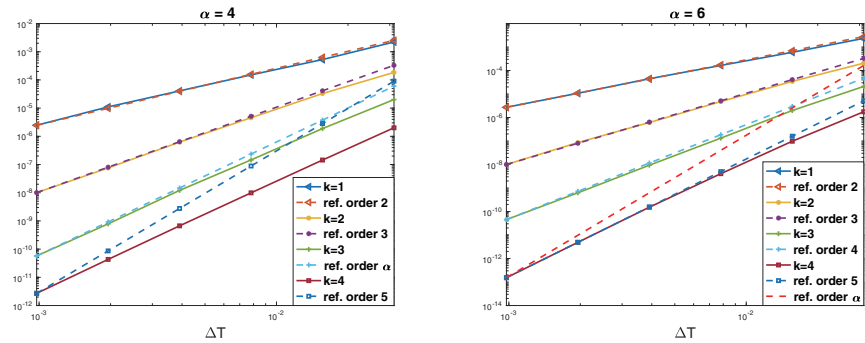 α = 4
10^-2
10^-3
10^-4
10^-5
10^-6
10^-7
10^-8
10^-9
10^-10
10^-11
10^-12
10^-3
10^-2
ΔT
k=1
ref. order 2
k=2
ref. order 3
k=3
ref. order α
k=4
ref. order 5
α = 6
10^-4
10^-6
10^-8
10^-10
10^-12
10^-14
10^-3
10^-2
ΔT
k=1
ref. order 2
k=2
ref. order 3
k=3
ref. order 4
k=4
ref. order 5
ref. order α